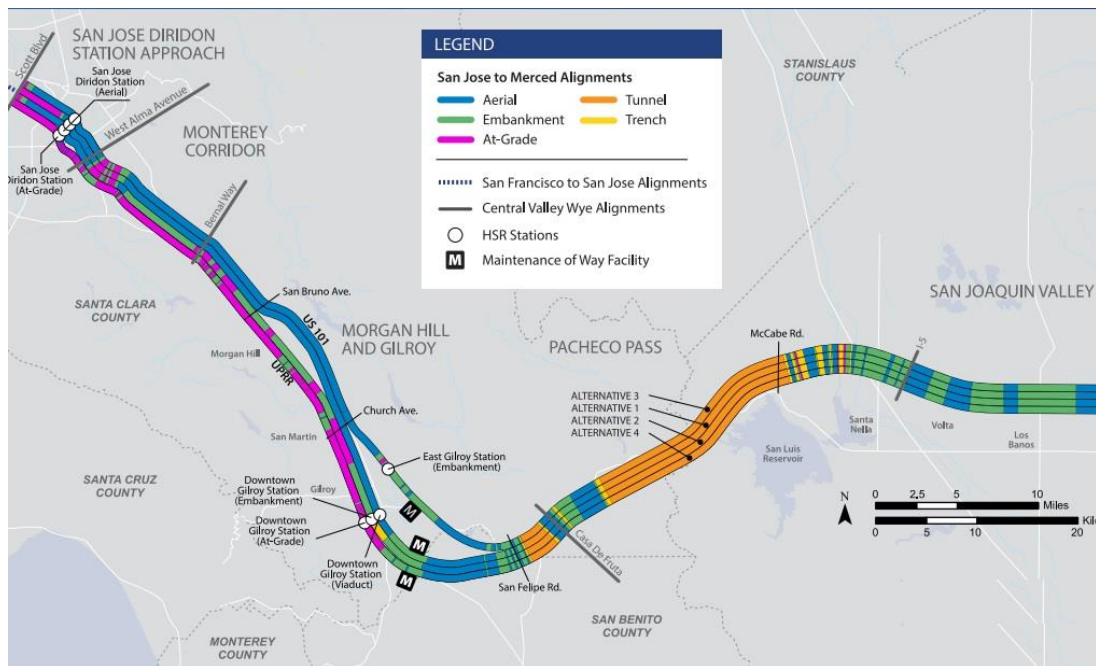 SAN JOSE DIRIDON
STATION APPROACH
Scott Blvd
San Jose
Diridon Station
(Aerial)
West Alma Avenue
MONTEREY
CORRIDOR
San Jose
Diridon Station
(At-Grade)
Bernal Way
LEGEND
San Jose to Merced Alignments
Aerial
Tunnel
Embankment
Trench
At-Grade
San Francisco to San Jose Alignments
Central Valley Wye Alignments
HSR Stations
M
Maintenance of Way Facility
STANISLAUS
COUNTY
SAN JOAQUIN VALLEY
SANTA CLARA
COUNTY
San Bruno Ave.
US 101
MORGAN HILL
AND GILROY
Morgan Hill
UPRR
PACHECO PASS
McCabe Rd.
I-5
ALTERNATIVE 3
ALTERNATIVE 1
ALTERNATIVE 2
ALTERNATIVE 4
Church Ave.
San Martin
Santa
Nella
Volta
Los
Banos
San Luis
Reservoir
East Gilroy Station
(Embankment)
SANTA CRUZ
COUNTY
Gilroy
Downtown
Gilroy Station
(Embankment)
Downtown
Gilroy Station
(At-Grade)
Downtown
Gilroy Station
(Viaduct)
M
M
M
San Felipe Rd.
Casa De Fruta
N
0 2.5 5 10
Miles
0 5 10 20
Kil
SAN BENITO
COUNTY
MONTEREY
COUNTY